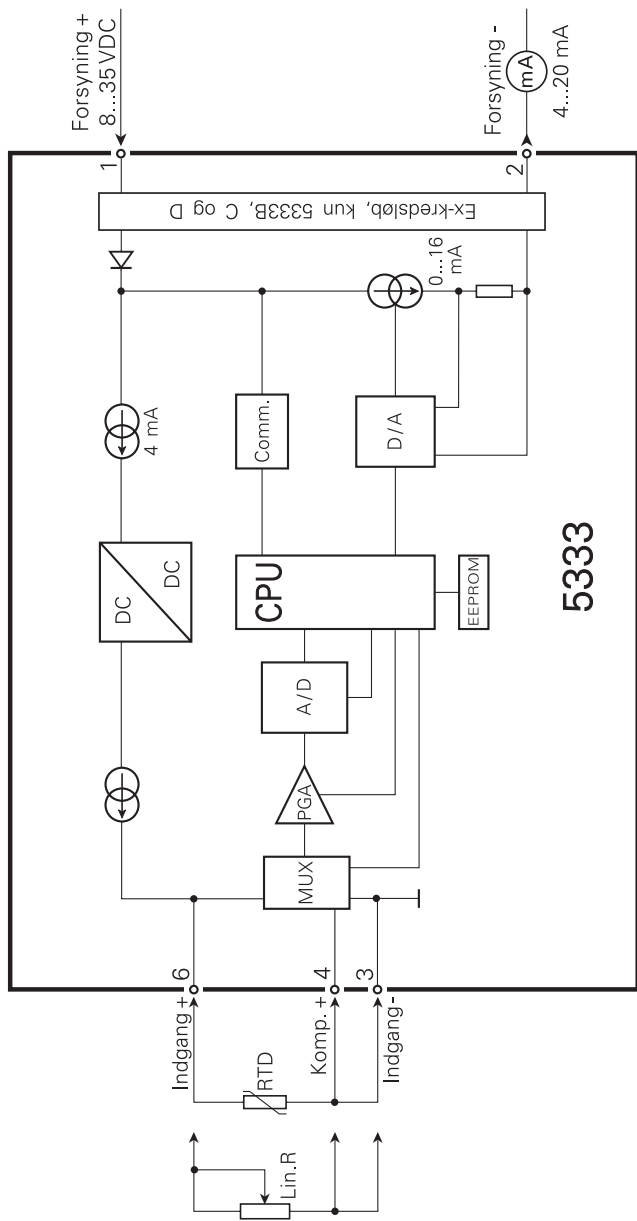 Forsyning +
8...35 VDC
Forsyning -
mA
4...20 mA
1
2
Ex-kredsløb, kun 5333B, C og D
0...16
mA
4 mA
Comm.
D/A
DC
DC
CPU
EEPROM
5333
A/D
PGA
MUX
6
4
3
Indgang +
Komp. +
Indgang-
RTD
Lin.R